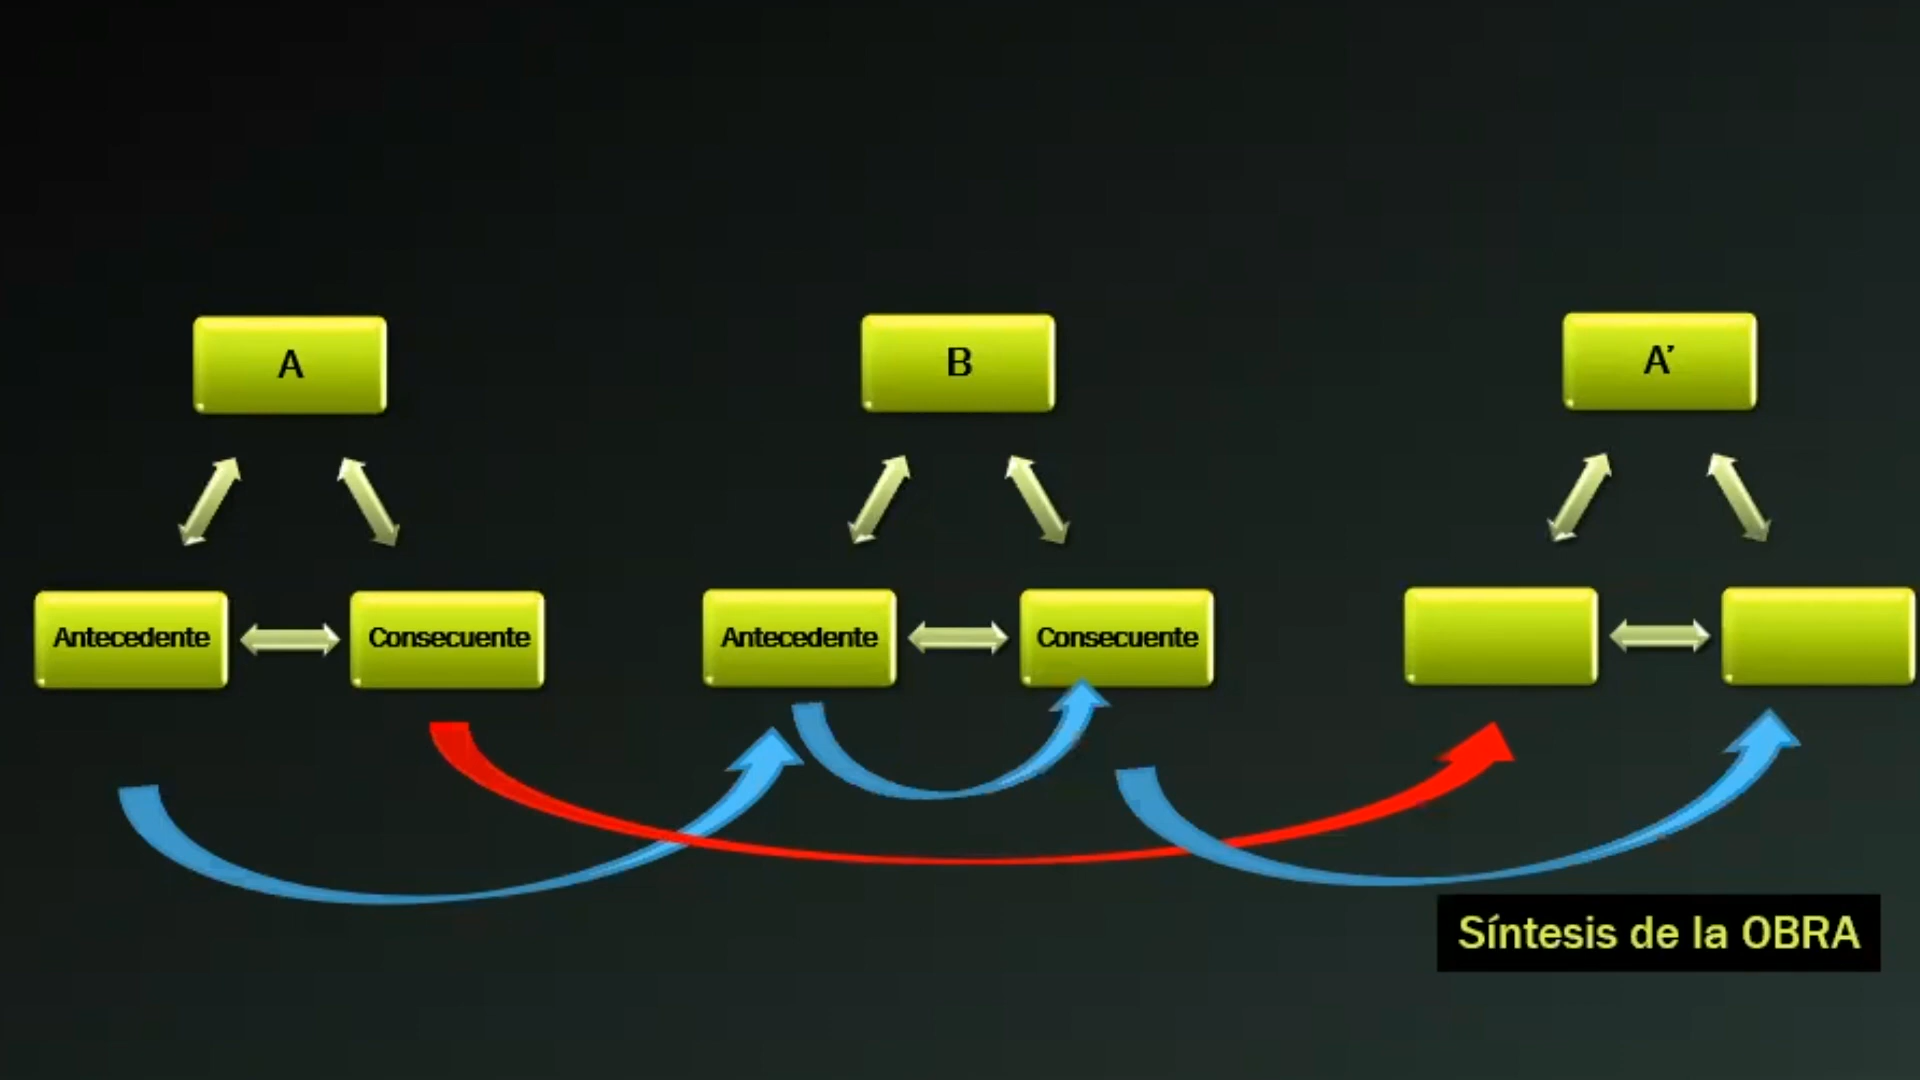 A
B
A’
Antecedente
Consecuente
Antecedente
Consecuente
Síntesis de la OBRA